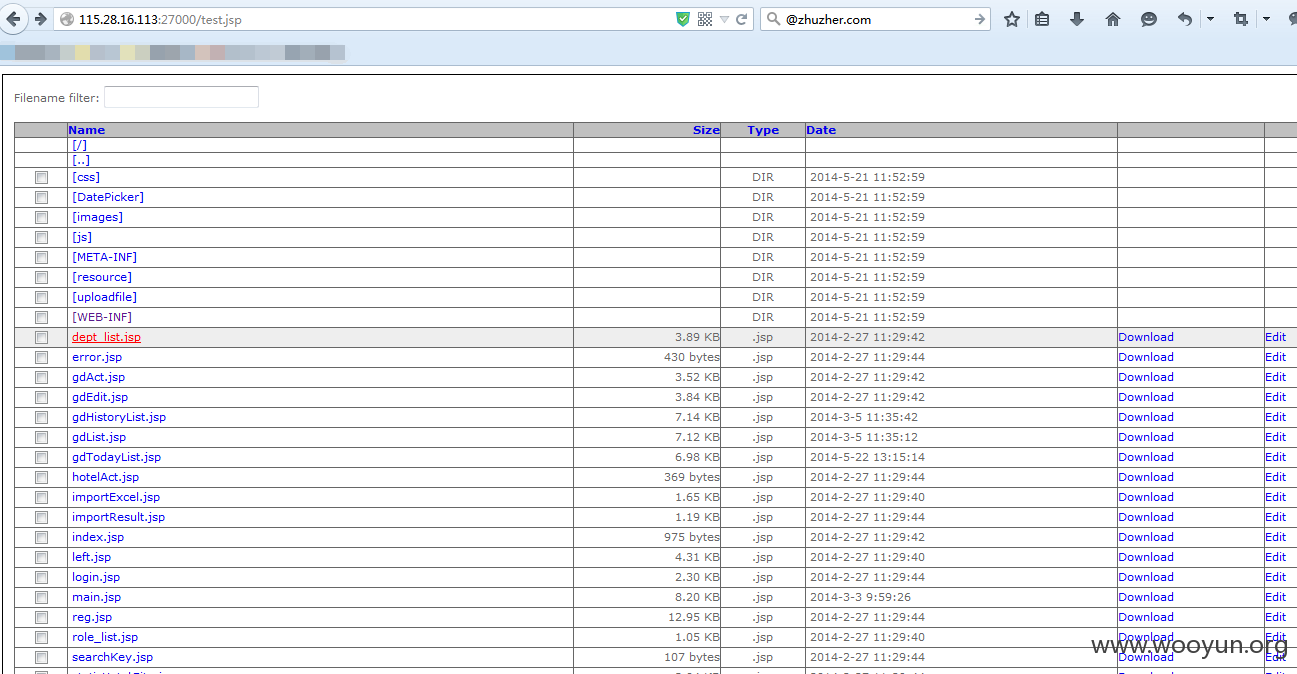 115.28.16.113:27000/test.jsp @zhuzher.com
Filename filter:
Name Size Type Date
[/]
[..]
[css] DIR 2014-5-21 11:52:59
[DatePicker] DIR 2014-5-21 11:52:59
[images] DIR 2014-5-21 11:52:59
[js] DIR 2014-5-21 11:52:59
[META-INF] DIR 2014-5-21 11:52:59
[resource] DIR 2014-5-21 11:52:59
[uploadfile] DIR 2014-5-21 11:52:59
[WEB-INF] DIR 2014-5-21 11:52:59
dept_list.jsp 3.89 KB .jsp 2014-2-27 11:29:42 Download Edit
error.jsp 430 bytes .jsp 2014-2-27 11:29:44 Download Edit
gdAct.jsp 3.52 KB .jsp 2014-2-27 11:29:42 Download Edit
gdEdit.jsp 3.84 KB .jsp 2014-2-27 11:29:42 Download Edit
gdHistoryList.jsp 7.14 KB .jsp 2014-3-5 11:35:42 Download Edit
gdList.jsp 7.12 KB .jsp 2014-3-5 11:35:12 Download Edit
gdTodayList.jsp 6.98 KB .jsp 2014-5-22 13:15:14 Download Edit
hotelAct.jsp 369 bytes .jsp 2014-2-27 11:29:44 Download Edit
importExcel.jsp 1.65 KB .jsp 2014-2-27 11:29:40 Download Edit
importResult.jsp 1.19 KB .jsp 2014-2-27 11:29:44 Download Edit
index.jsp 975 bytes .jsp 2014-2-27 11:29:42 Download Edit
left.jsp 4.31 KB .jsp 2014-2-27 11:29:40 Download Edit
login.jsp 2.30 KB .jsp 2014-2-27 11:29:44 Download Edit
main.jsp 8.20 KB .jsp 2014-3-3 9:59:26 Download Edit
reg.jsp 12.95 KB .jsp 2014-2-27 11:29:44 Download Edit
role_list.jsp 1.05 KB .jsp 2014-2-27 11:29:40 Download Edit
searchKey.jsp 107 bytes .jsp 2014-2-27 11:29:44 Download Edit
www.wooyun.org